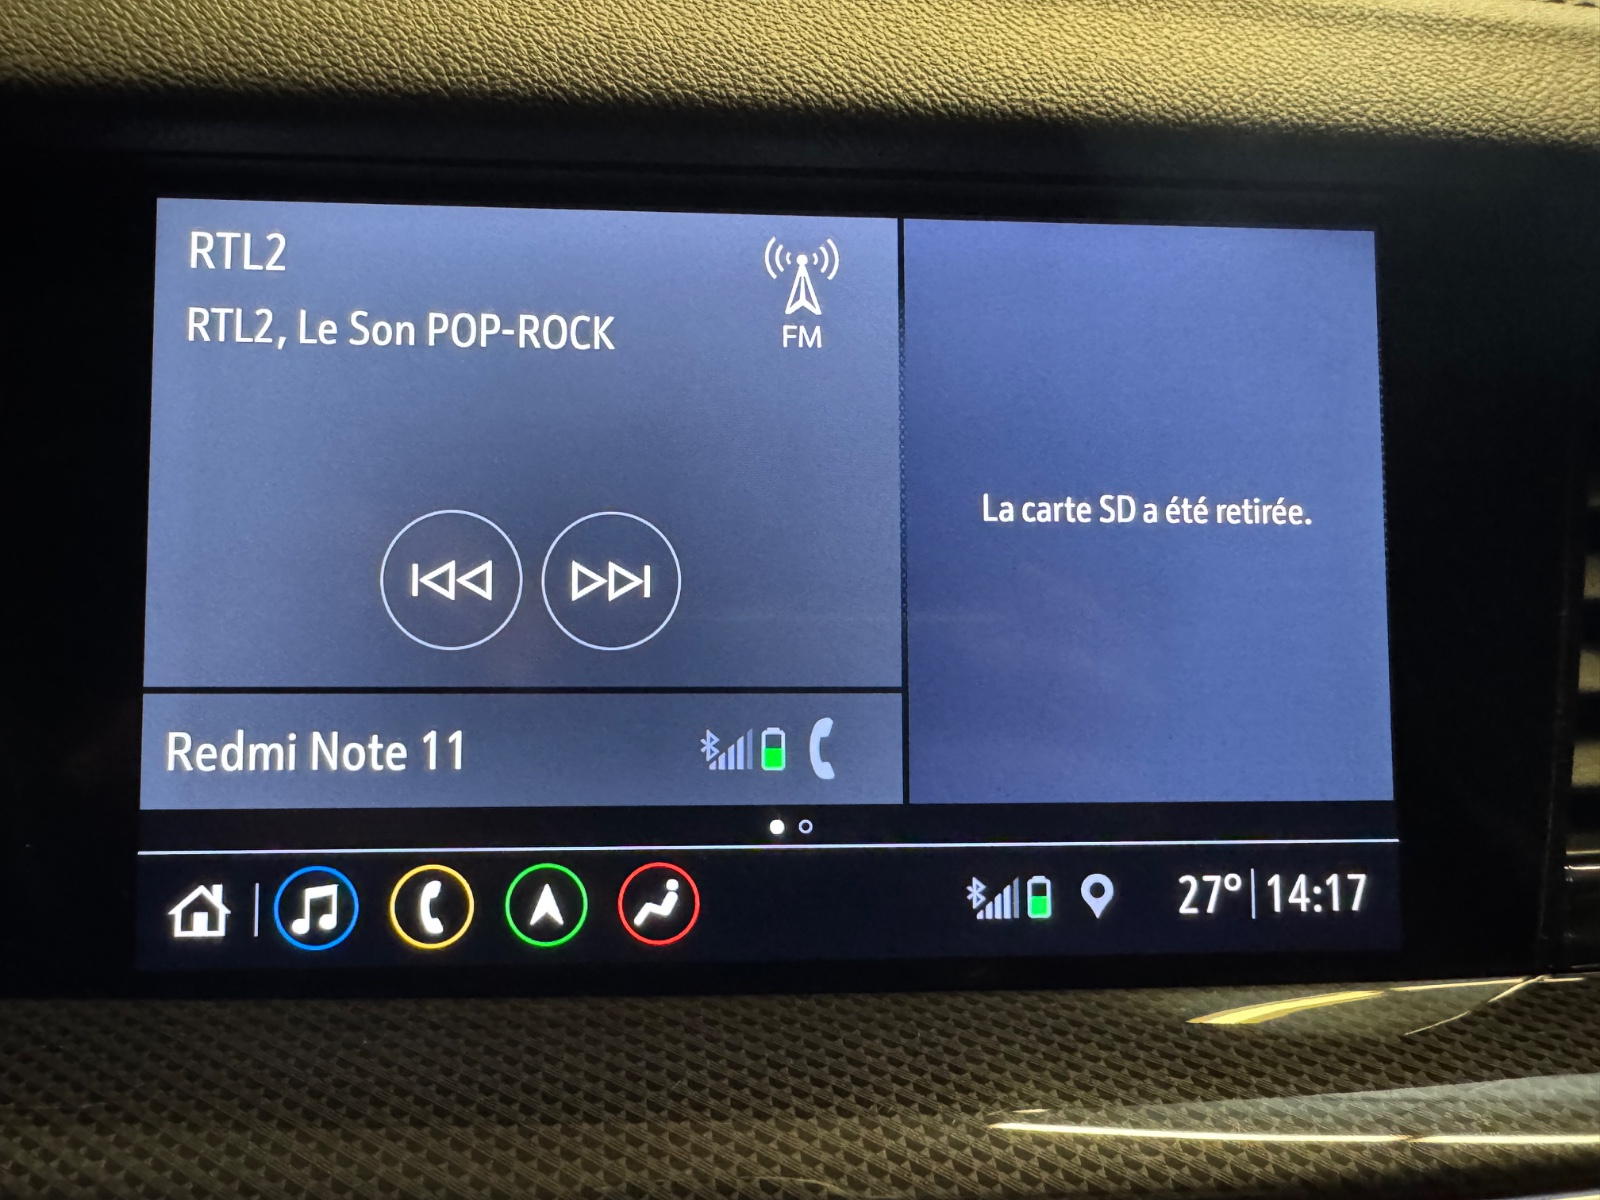 RTL2
RTL2, Le Son POP-ROCK
FM
La carte SD a été retirée.
Redmi Note 11
27° 14:17